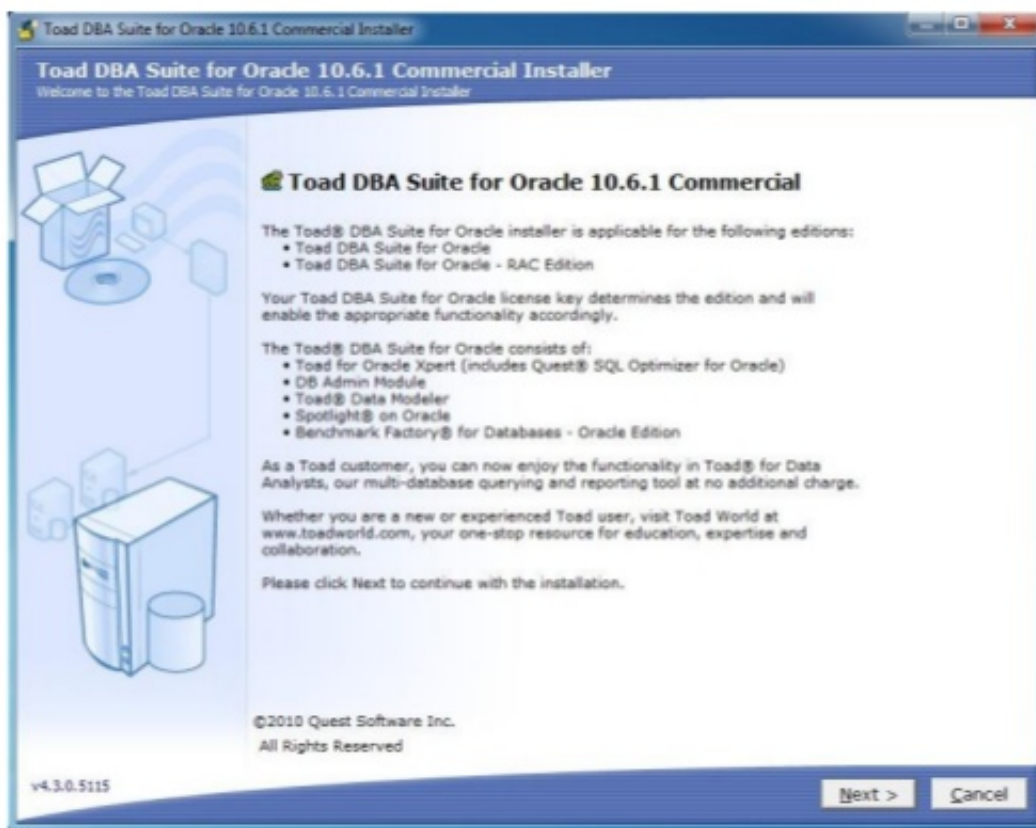 Toad DBA Suite for Oracle 10.6.1 Commercial Installer
Toad DBA Suite for Oracle 10.6.1 Commercial Installer
Welcome to the Toad DBA Suite for Oracle 10.6.1 Commercial Installer
Toad DBA Suite for Oracle 10.6.1 Commercial
The Toad® DBA Suite for Oracle installer is applicable for the following editions:
• Toad DBA Suite for Oracle
• Toad DBA Suite for Oracle - RAC Edition
Your Toad DBA Suite for Oracle license key determines the edition and will
enable the appropriate functionality accordingly.
The Toad® DBA Suite for Oracle consists of:
• Toad for Oracle Xpert (includes Quest® SQL Optimizer for Oracle)
• DB Admin Module
• Toad® Data Modeler
• Spotlight® on Oracle
• Benchmark Factory® for Databases - Oracle Edition
As a Toad customer, you can now enjoy the functionality in Toad® for Data
Analysts, our multi-database querying and reporting tool at no additional charge.
Whether you are a new or experienced Toad user, visit Toad World at
www.toadworld.com, your one-stop resource for education, expertise and
collaboration.
Please click Next to continue with the installation.
©2010 Quest Software Inc.
All Rights Reserved
v4.3.0.5115
Next >
Cancel